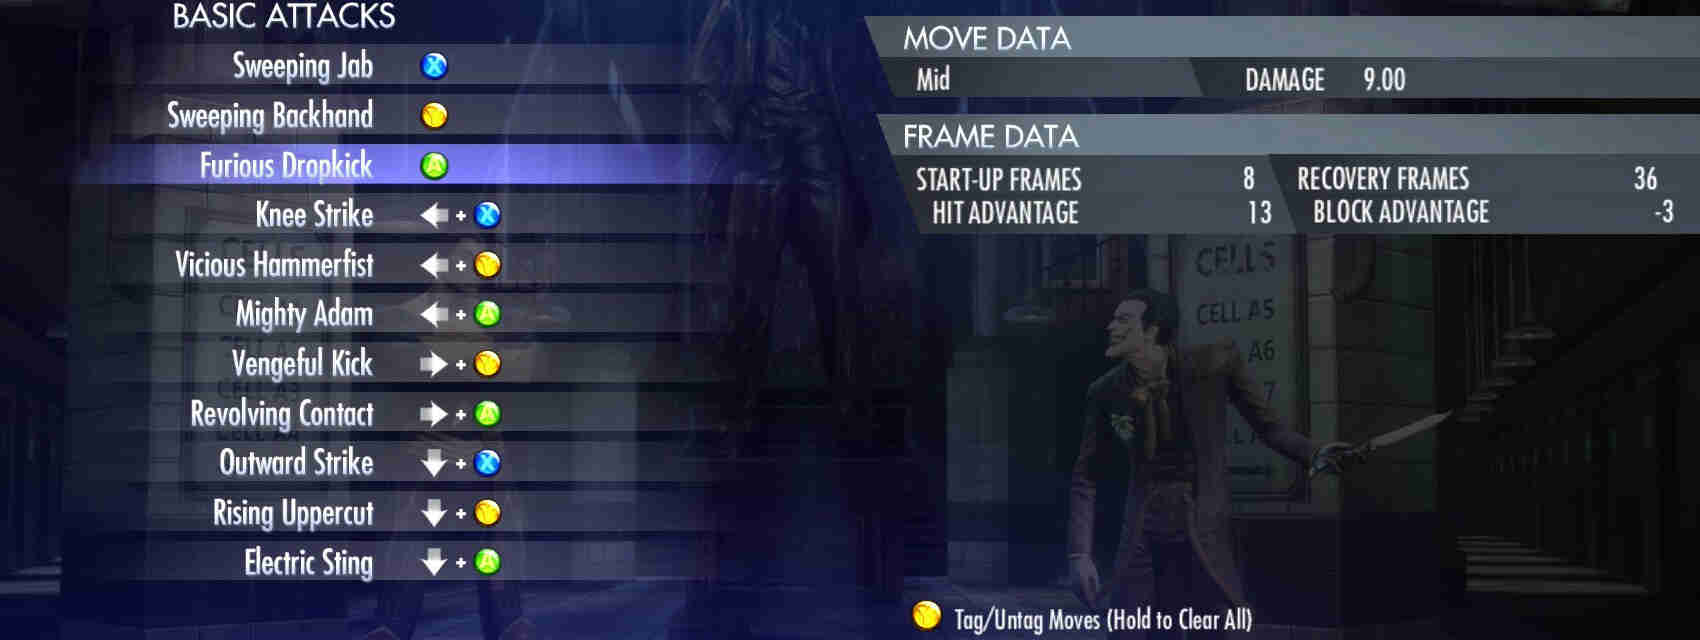 BASIC ATTACKS
Sweeping Jab X
Sweeping Backhand Y
Furious Dropkick A
Knee Strike + X
Vicious Hammerfist + Y
Mighty Adam + A
Vengeful Kick + Y
Revolving Contact + A
Outward Strike + X
Rising Uppercut + Y
Electric Sting + A
MOVE DATA
Mid DAMAGE 9.00
FRAME DATA
START-UP FRAMES 8 RECOVERY FRAMES 36
HIT ADVANTAGE 13 BLOCK ADVANTAGE -3
CELLS
CELL A5
A6
7
Y Tag/Untag Moves (Hold to Clear All)